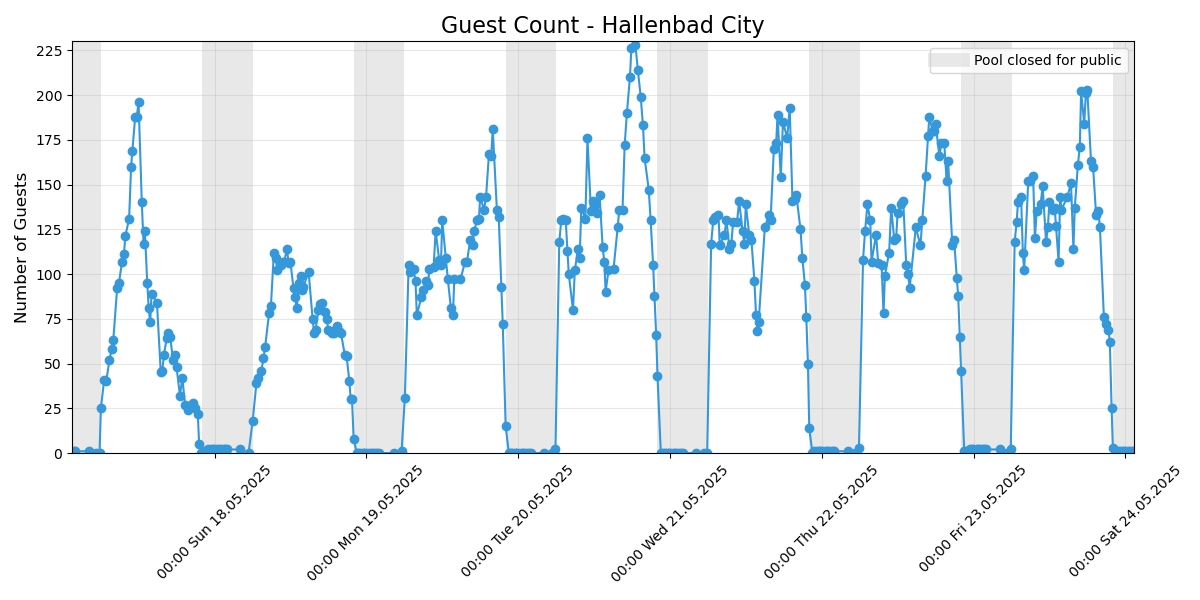 Guest Count - Hallenbad City
Pool closed for public
Number of Guests
225
200
175
150
125
100
75
50
25
0
00:00 Sun 18.05.2025
00:00 Mon 19.05.2025
00:00 Tue 20.05.2025
00:00 Wed 21.05.2025
00:00 Thu 22.05.2025
00:00 Fri 23.05.2025
00:00 Sat 24.05.2025